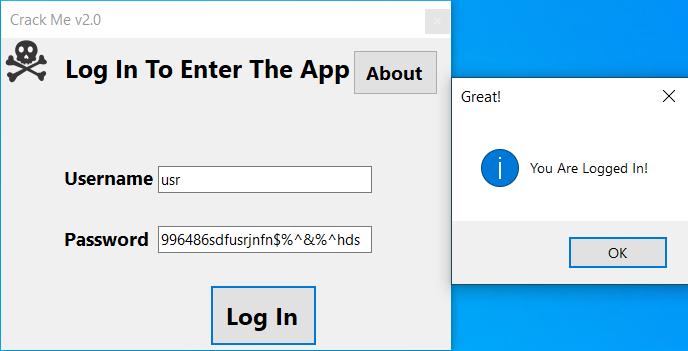 Crack Me v2.0
Log In To Enter The App
About
Username
usr
Password
996486sdfusrjnfn$%^&%^hds
Log In
Great!
You Are Logged In!
OK